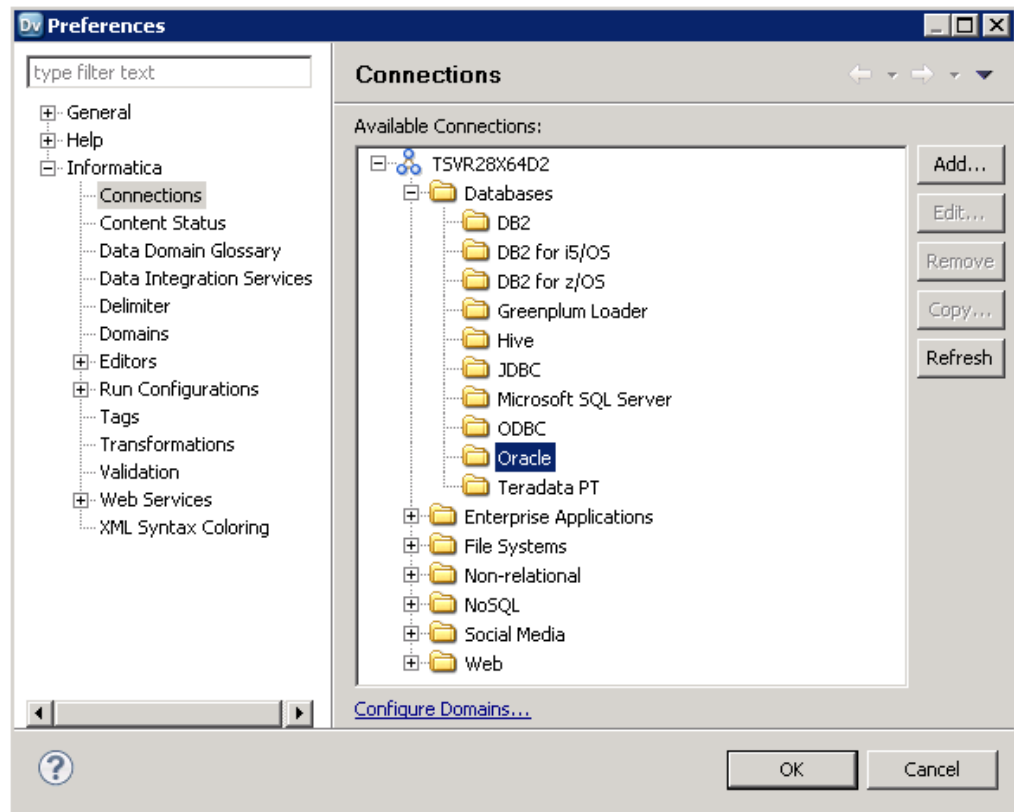 Dv Preferences
type filter text
General
Help
Informatica
Connections
Content Status
Data Domain Glossary
Data Integration Services
Delimiter
Domains
Editors
Run Configurations
Tags
Transformations
Validation
Web Services
XML Syntax Coloring
Connections
Available Connections:
TSVR28X64D2
Databases
DB2
DB2 for i5/OS
DB2 for z/OS
Greenplum Loader
Hive
JDBC
Microsoft SQL Server
ODBC
Oracle
Teradata PT
Enterprise Applications
File Systems
Non-relational
NoSQL
Social Media
Web
Add...
Edit...
Remove
Copy...
Refresh
Configure Domains...
?
OK
Cancel